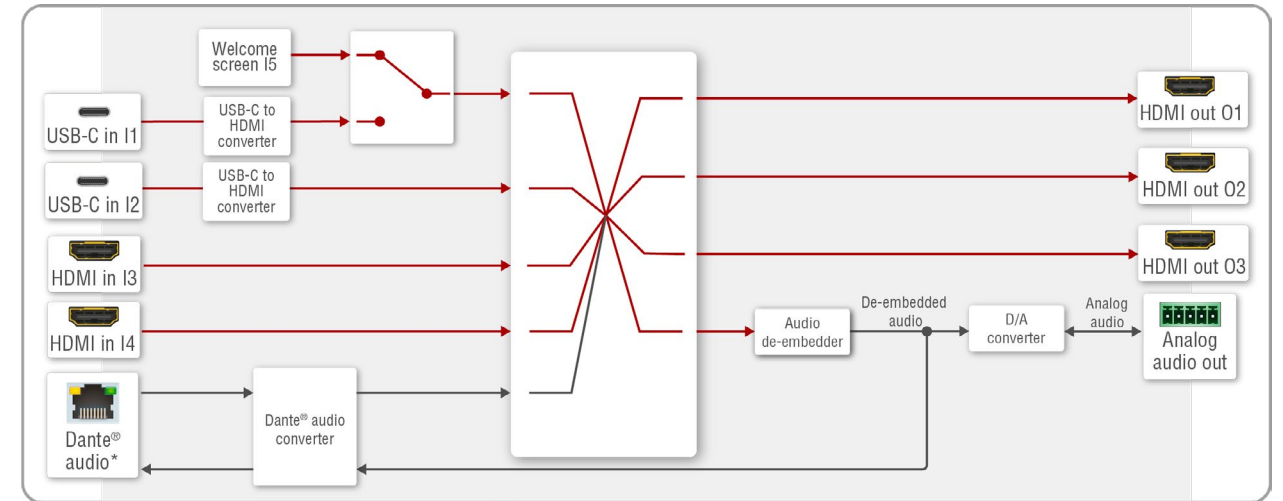 Welcome
screen I5
USB-C in I1
USB-C to
HDMI
converter
USB-C in I2
USB-C to
HDMI
converter
HDMI in I3
HDMI in I4
Dante®
audio*
Dante® audio
converter
HDMI out O1
HDMI out O2
HDMI out O3
Audio
de-embedder
De-embedded
audio
D/A
converter
Analog
audio
Analog
audio out